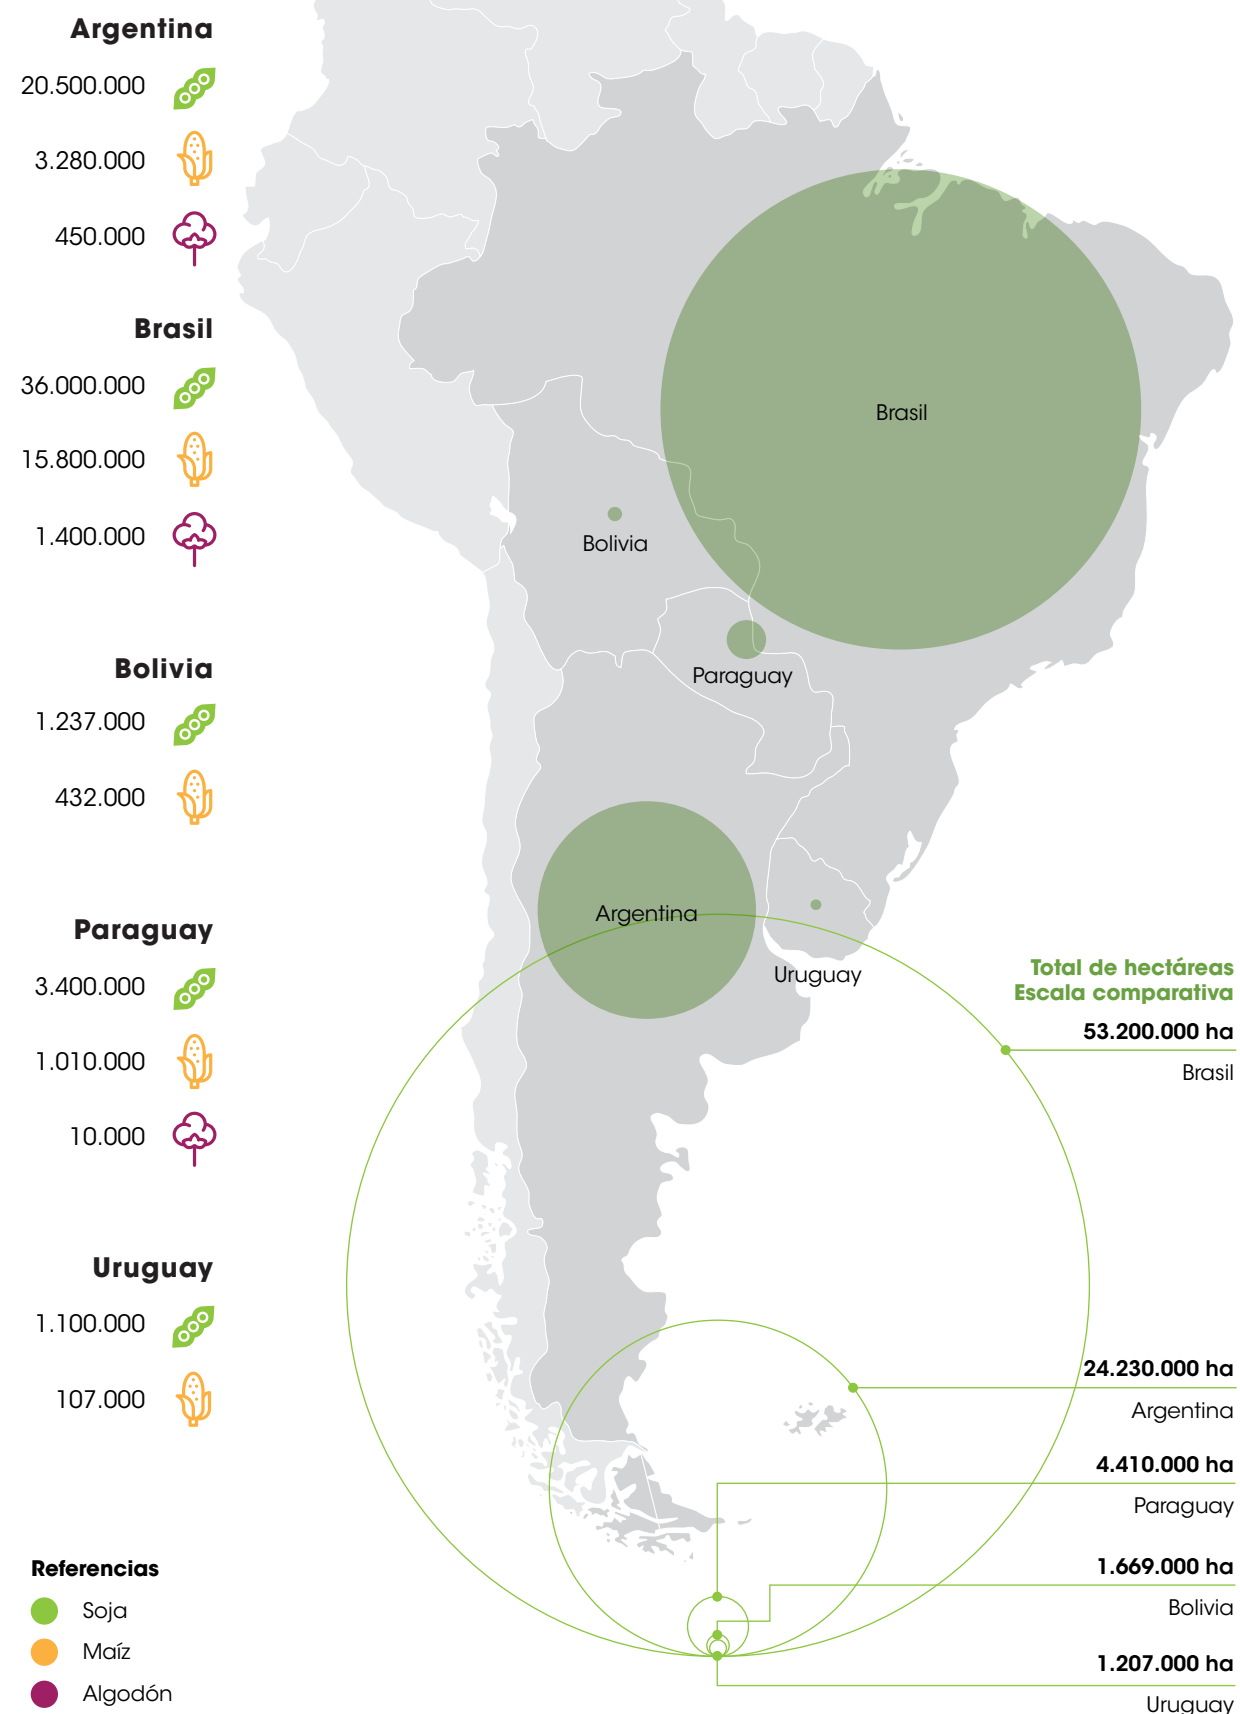 Argentina
20.500.000
3.280.000
450.000
Brasil
36.000.000
15.800.000
1.400.000
Bolivia
1.237.000
432.000
Paraguay
3.400.000
1.010.000
10.000
Uruguay
1.100.000
107.000
Referencias
Soja
Maíz
Algodón
Brasil
Bolivia
Paraguay
Argentina
Uruguay
Total de hectáreas
Escala comparativa
53.200.000 ha
Brasil
24.230.000 ha
Argentina
4.410.000 ha
Paraguay
1.669.000 ha
Bolivia
1.207.000 ha
Uruguay